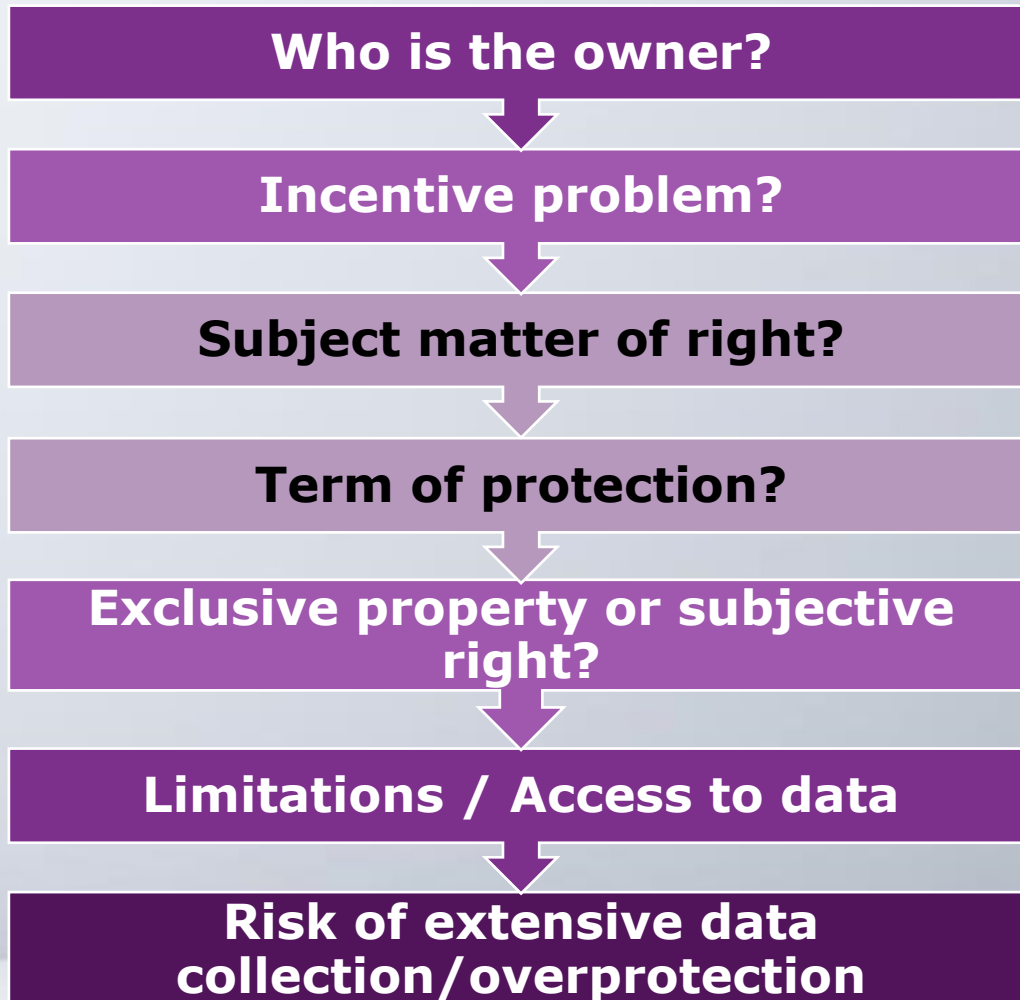 Who is the owner?
Incentive problem?
Subject matter of right?
Term of protection?
Exclusive property or subjective
right?
Limitations / Access to data
Risk of extensive data
collection/overprotection